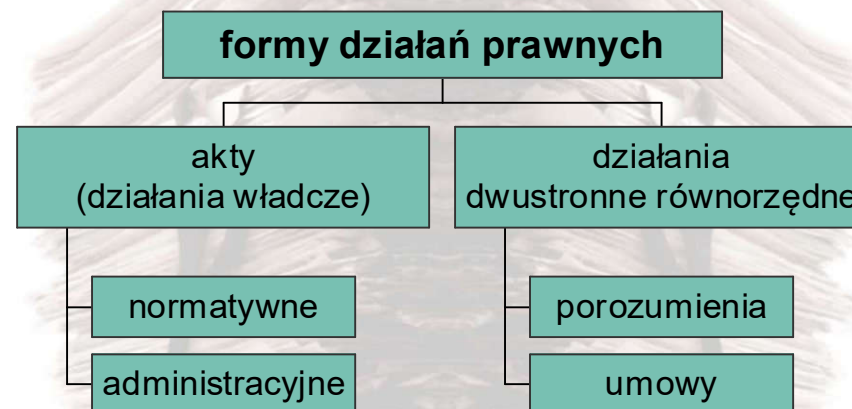 formy działań prawnych
akty
(działania władcze)
działania
dwustronne równorzędne
normatywne
porozumienia
administracyjne
umowy